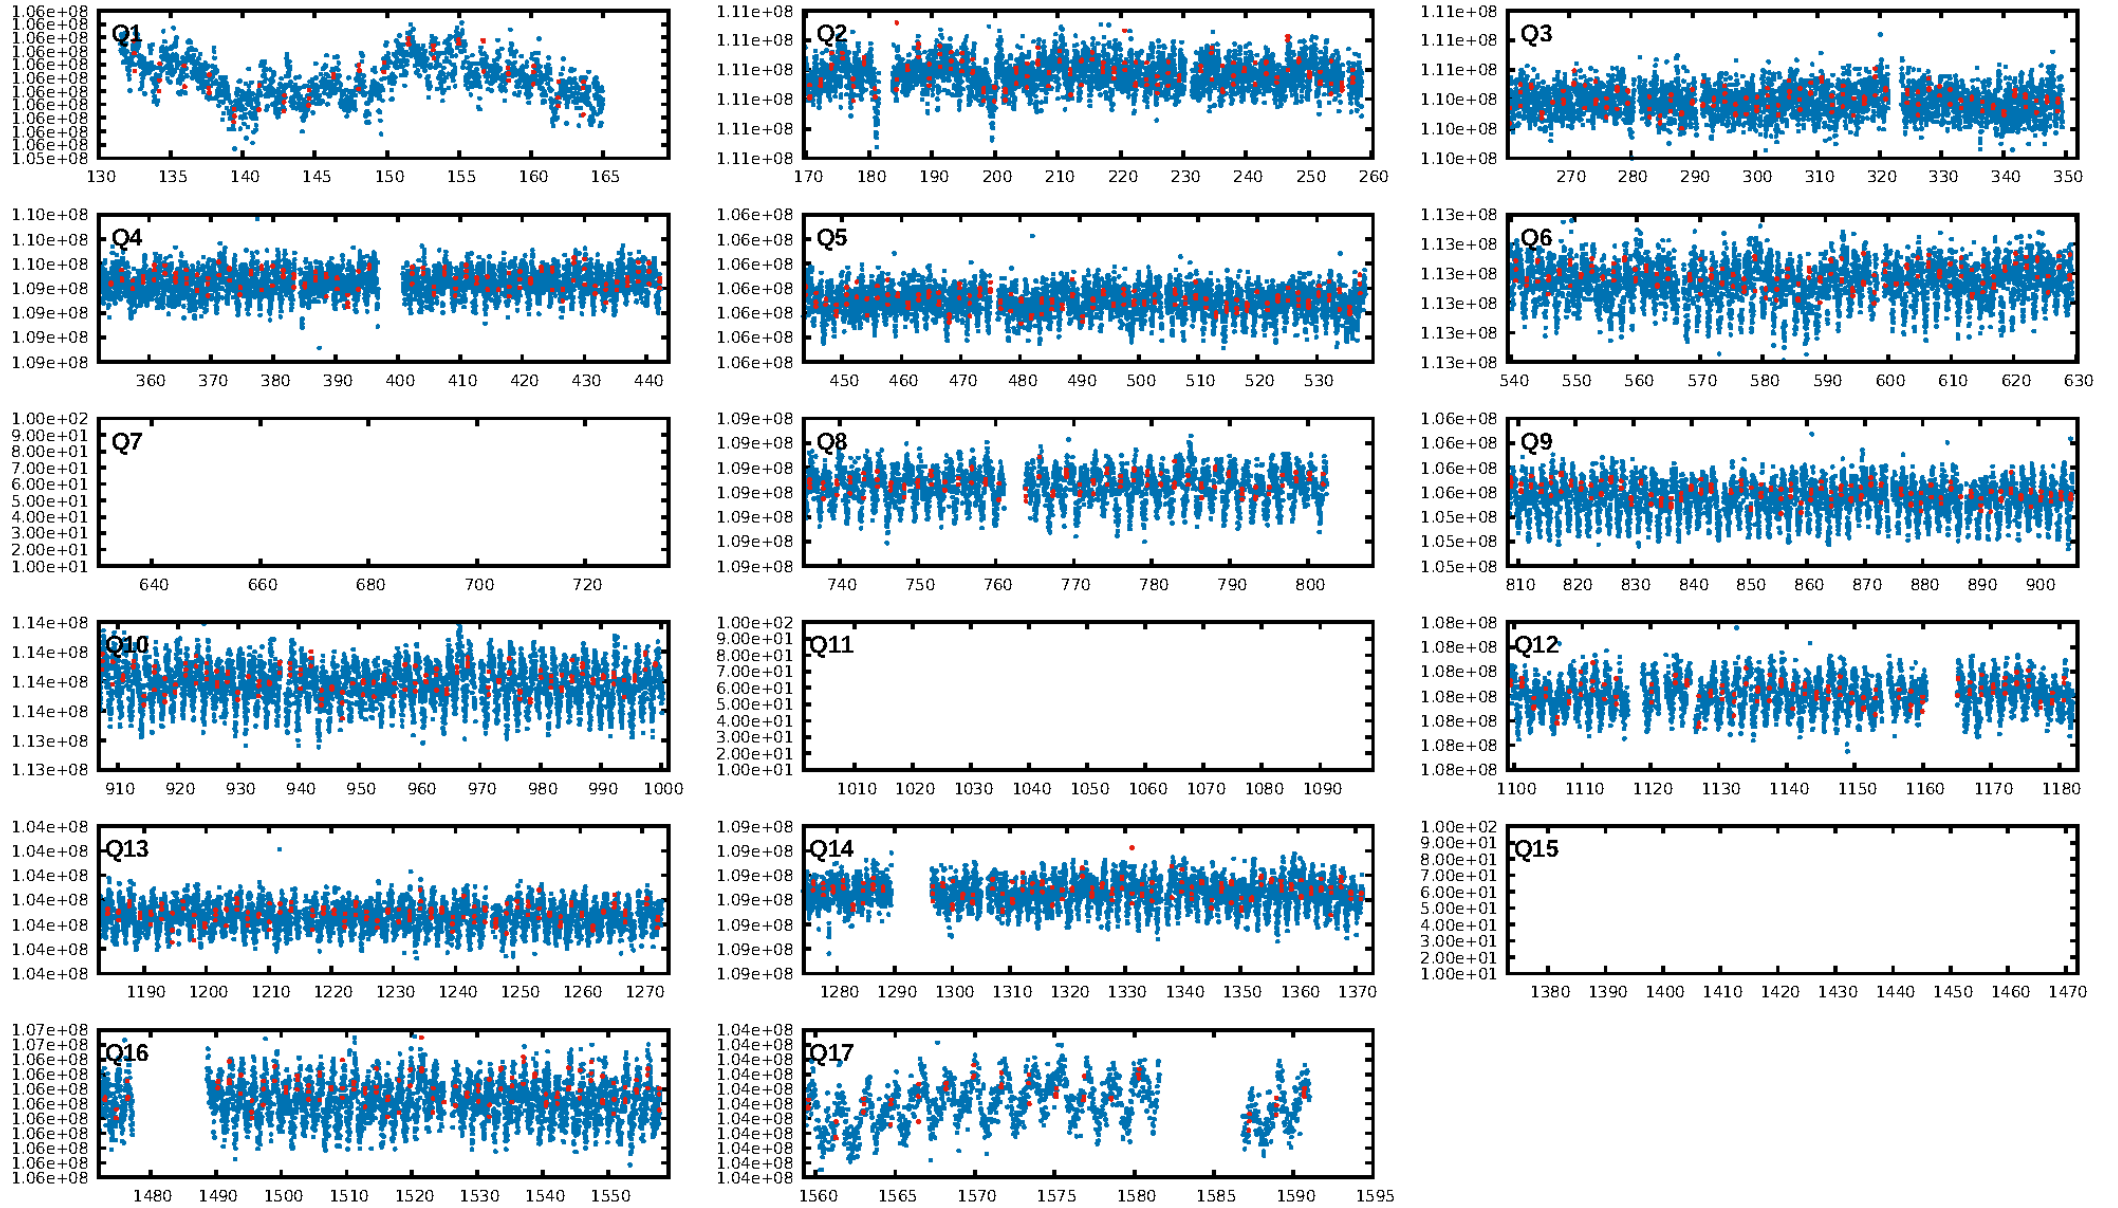 1.06e+08 1.06e+08 1.06e+08 1.06e+08 1.06e+08 1.06e+08 1.06e+08 1.06e+08 1.06e+08 1.06e+08 1.06e+08 1.05e+08
Q1
130 135 140 145 150 155 160 165
1.11e+08 1.11e+08 1.11e+08 1.11e+08 1.11e+08 1.11e+08
Q2
170 180 190 200 210 220 230 240 250 260
1.11e+08 1.11e+08 1.11e+08 1.10e+08 1.10e+08 1.10e+08
Q3
270 280 290 300 310 320 330 340 350
1.10e+08 1.10e+08 1.10e+08 1.09e+08 1.09e+08 1.09e+08 1.09e+08
Q4
360 370 380 390 400 410 420 430 440
1.06e+08 1.06e+08 1.06e+08 1.06e+08 1.06e+08 1.06e+08 1.06e+08
Q5
450 460 470 480 490 500 510 520 530
1.13e+08 1.13e+08 1.13e+08 1.13e+08 1.13e+08 1.13e+08
Q6
540 550 560 570 580 590 600 610 620 630
1.00e+02 9.00e+01 8.00e+01 7.00e+01 6.00e+01 5.00e+01 4.00e+01 3.00e+01 2.00e+01 1.00e+01
Q7
640 660 680 700 720
1.09e+08 1.09e+08 1.09e+08 1.09e+08 1.09e+08 1.09e+08 1.09e+08
Q8
740 750 760 770 780 790 800
1.06e+08 1.06e+08 1.06e+08 1.06e+08 1.05e+08 1.05e+08 1.05e+08
Q9
810 820 830 840 850 860 870 880 890 900
1.14e+08 1.14e+08 1.14e+08 1.14e+08 1.13e+08 1.13e+08
Q10
910 920 930 940 950 960 970 980 990 1000
1.00e+02 9.00e+01 8.00e+01 7.00e+01 6.00e+01 5.00e+01 4.00e+01 3.00e+01 2.00e+01 1.00e+01
Q11
1010 1020 1030 1040 1050 1060 1070 1080 1090
1.08e+08 1.08e+08 1.08e+08 1.08e+08 1.08e+08 1.08e+08 1.08e+08
Q12
1100 1110 1120 1130 1140 1150 1160 1170 1180
1.04e+08 1.04e+08 1.04e+08 1.04e+08 1.04e+08 1.04e+08 1.04e+08
Q13
1190 1200 1210 1220 1230 1240 1250 1260 1270
1.09e+08 1.09e+08 1.09e+08 1.09e+08 1.09e+08 1.09e+08 1.09e+08
Q14
1280 1290 1300 1310 1320 1330 1340 1350 1360 1370
1.00e+02 9.00e+01 8.00e+01 7.00e+01 6.00e+01 5.00e+01 4.00e+01 3.00e+01 2.00e+01 1.00e+01
Q15
1380 1390 1400 1410 1420 1430 1440 1450 1460 1470
1.07e+08 1.07e+08 1.06e+08 1.06e+08 1.06e+08 1.06e+08 1.06e+08 1.06e+08 1.06e+08 1.06e+08 1.06e+08
Q16
1480 1490 1500 1510 1520 1530 1540 1550
1.04e+08 1.04e+08 1.04e+08 1.04e+08 1.04e+08 1.04e+08 1.04e+08 1.04e+08 1.04e+08 1.04e+08 1.04e+08
Q17
1560 1565 1570 1575 1580 1585 1590 1595